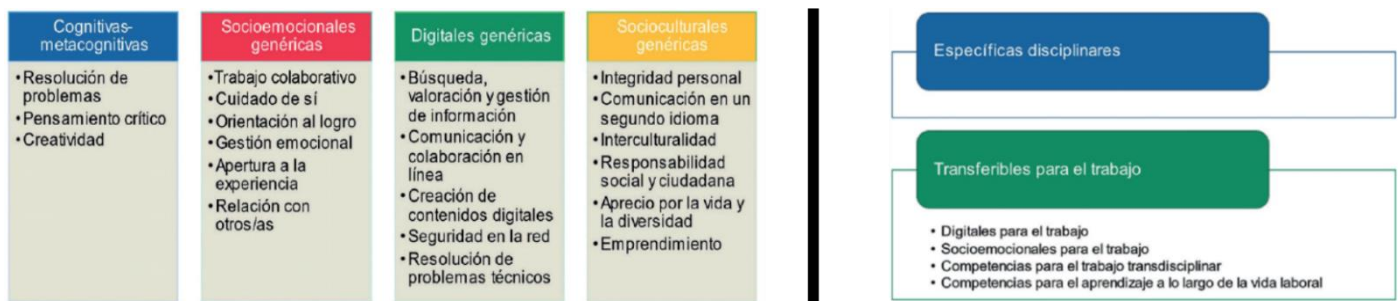 Cognitivas-
metacognitivas
•Resolución de
problemas
•Pensamiento crítico
•Creatividad
Socioemocionales
genéricas
•Trabajo colaborativo
•Cuidado de sí
•Orientación al logro
•Gestión emocional
•Apertura a la
experiencia
•Relación con
otros/as
Digitales genéricas
•Búsqueda,
valoración y gestión
de información
•Comunicación y
colaboración en
línea
•Creación de
contenidos digitales
•Seguridad en la red
•Resolución de
problemas técnicos
Socioculturales
genéricas
•Integridad personal
•Comunicación en un
segundo idioma
•Interculturalidad
•Responsabilidad
social y ciudadana
•Aprecio por la vida y
la diversidad
•Emprendimiento
Específicas disciplinares
Transferibles para el trabajo
• Digitales para el trabajo
• Socioemocionales para el trabajo
• Competencias para el trabajo transdisciplinar
• Competencias para el aprendizaje a lo largo de la vida laboral